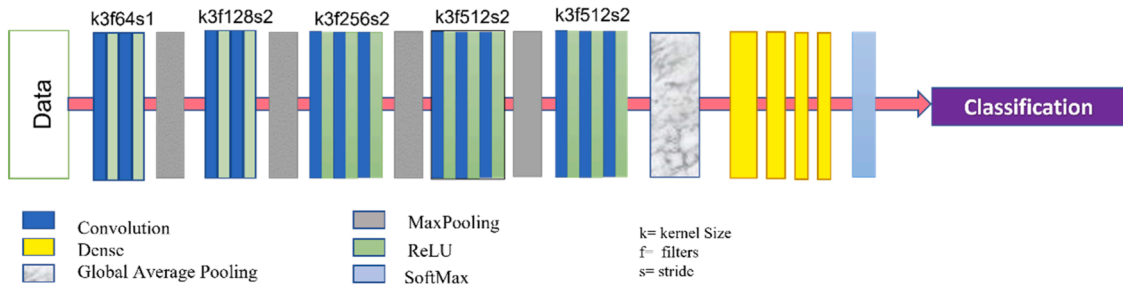 k3f64s1
k3f128s2
k3f256s2
k3f512s2
k3f512s2
Data
Classification
Convolution
Dense
Global Average Pooling
MaxPooling
ReLU
SoftMax
k= kernel Size
f= filters
s= stride